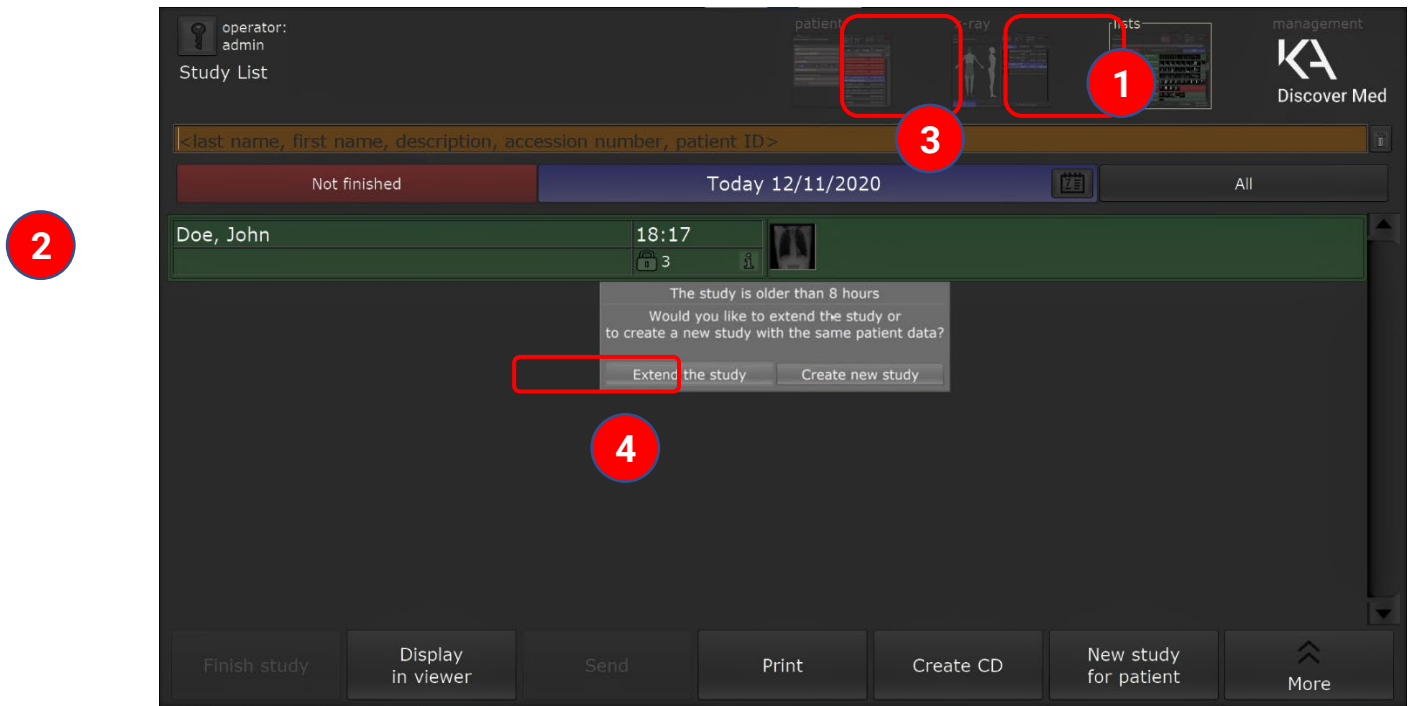 operator:
admin
Study List
patient
x-ray
lists
management
KA
Discover Med
1
3
<last name, first name, description, accession number, patient ID>
Not finished
Today 12/11/2020
7
All
2
Doe, John
18:17
3
i
The study is older than 8 hours
Would you like to extend the study or
to create a new study with the same patient data?
Extend the study
Create new study
4
Finish study
Display
in viewer
Send
Print
Create CD
New study
for patient
More